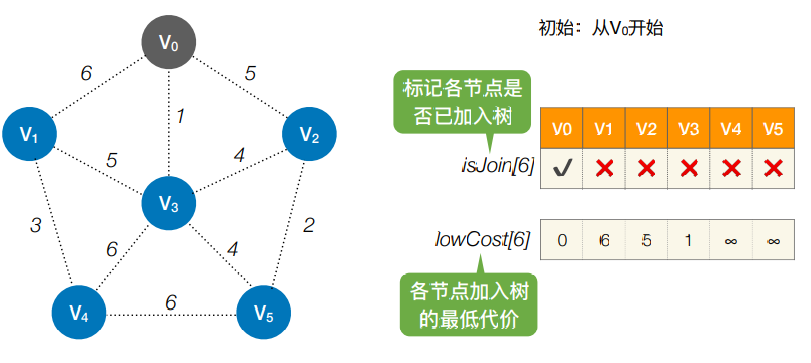 初始：从V₀开始
V₀
6
5
1
V₁
V₂
5
4
V₃
3
6
4
2
V₄
6
V₅
标记各节点是
否已加入树
V0 V1 V2 V3 V4 V5
isJoin[6] ✓ ✕ ✕ ✕ ✕ ✕
lowCost[6] 0 6 5 1 ∞ ∞
各节点加入树
的最低代价